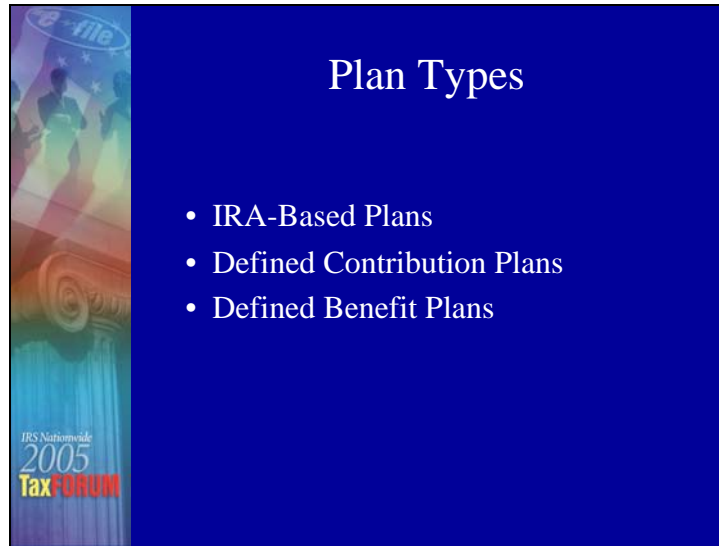 e-file
Plan Types
• IRA-Based Plans
• Defined Contribution Plans
• Defined Benefit Plans
IRS Nationwide
2005
TaxFORUM